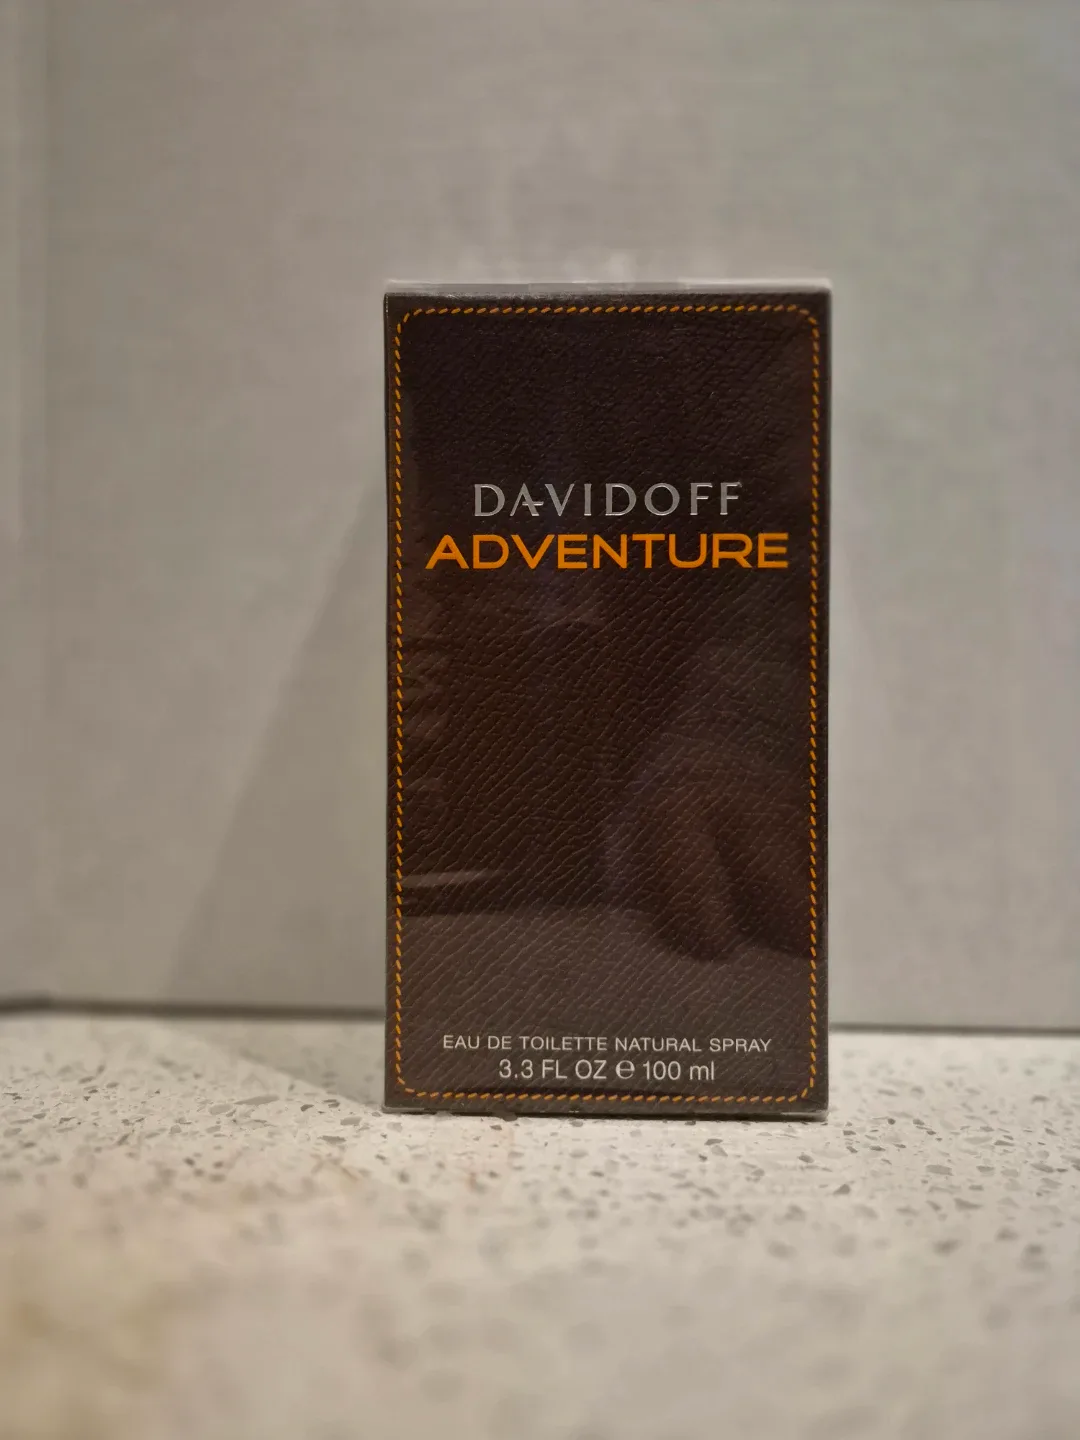 DAVIDOFF
ADVENTURE
EAU DE TOILETTE NATURAL SPRAY
3.3 FL OZ ℮ 100 ml